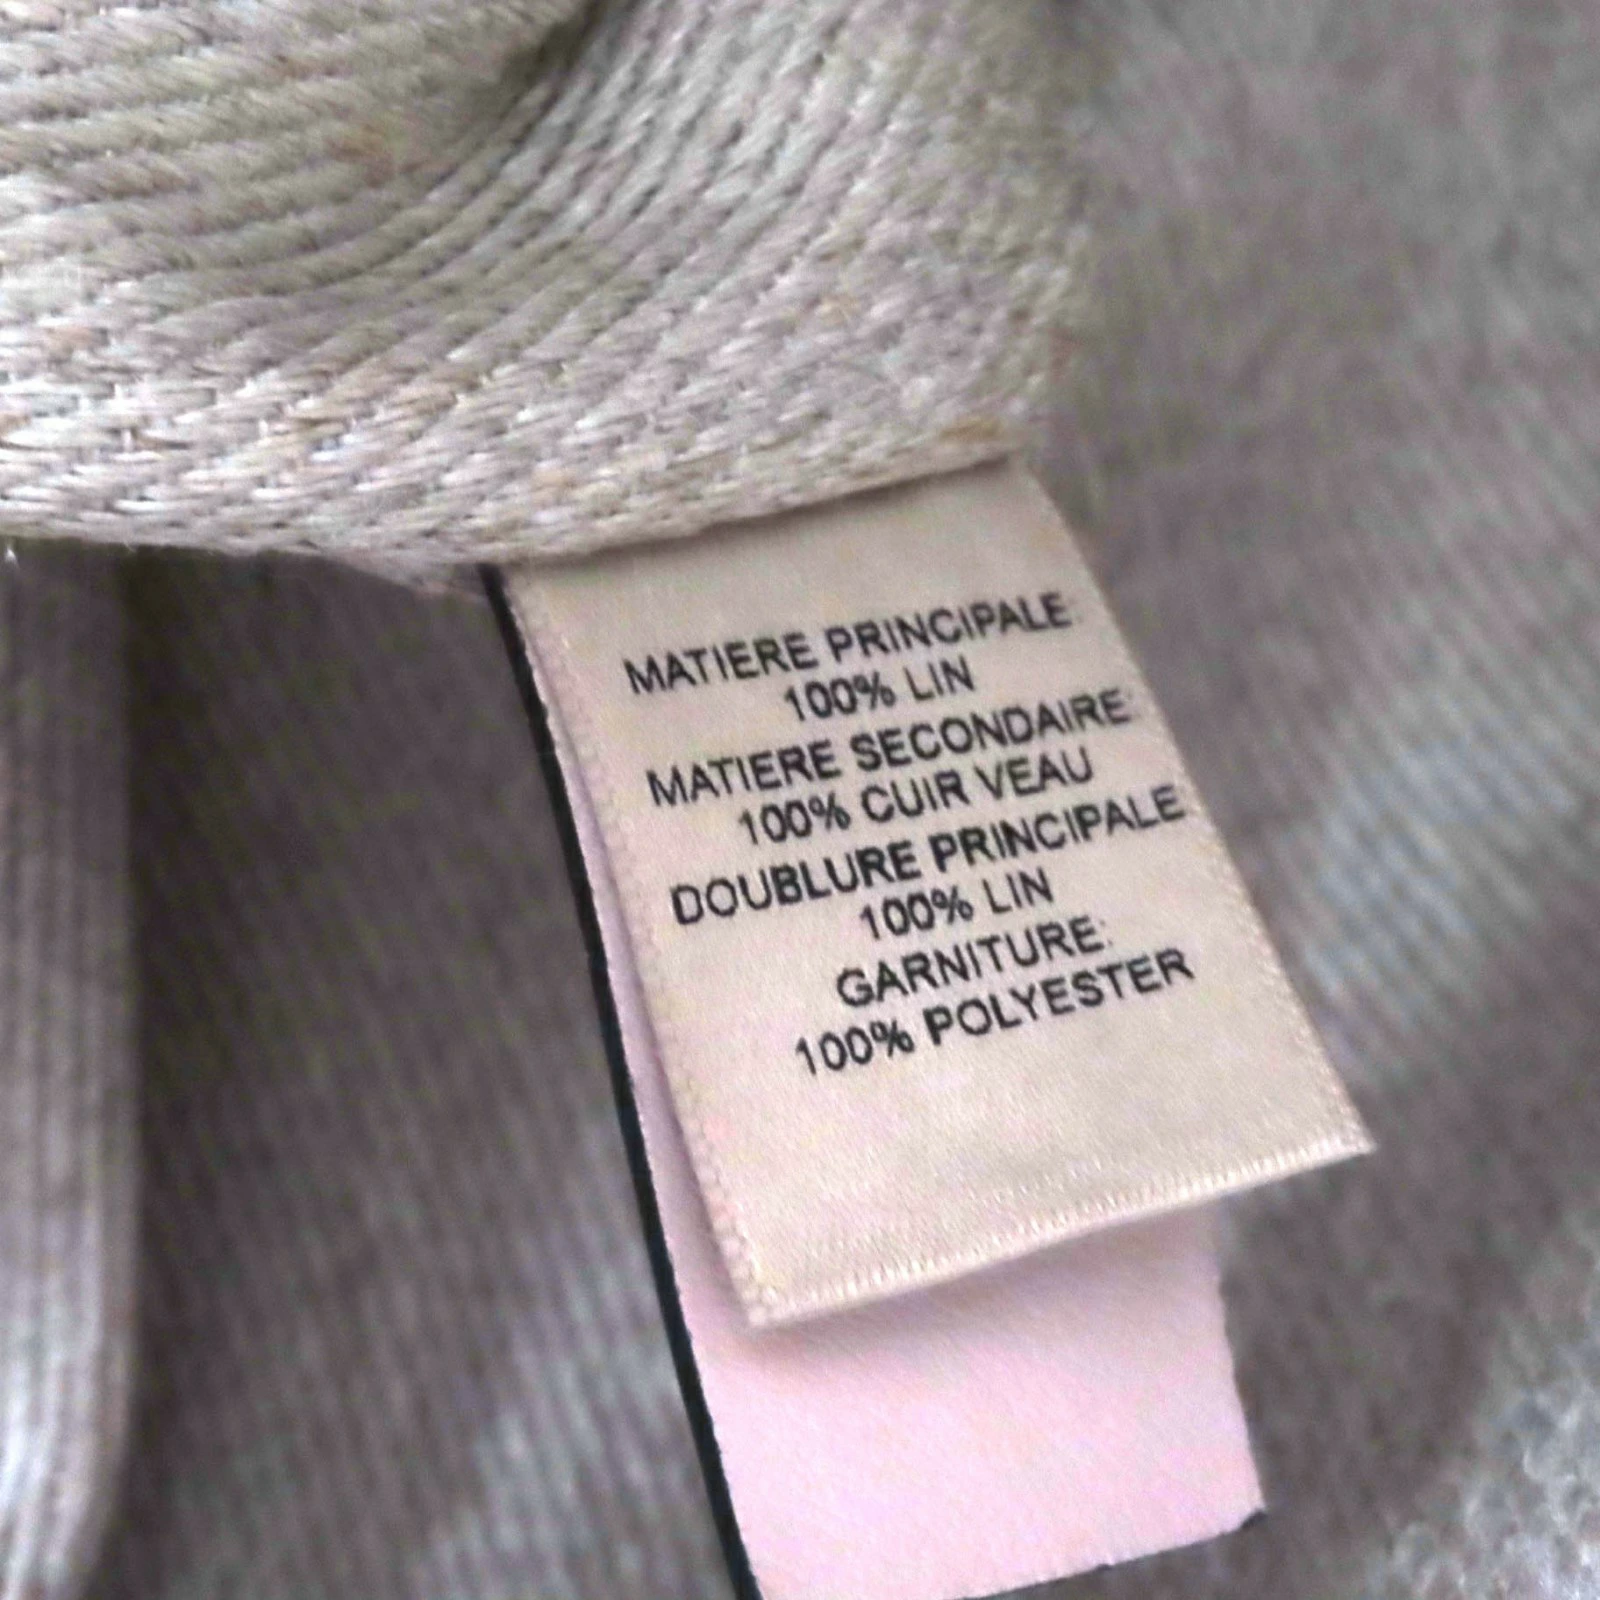 MATIERE PRINCIPALE:
100% LIN
MATIERE SECONDAIRE:
100% CUIR VEAU
DOUBLURE PRINCIPALE:
100% LIN
GARNITURE:
100% POLYESTER